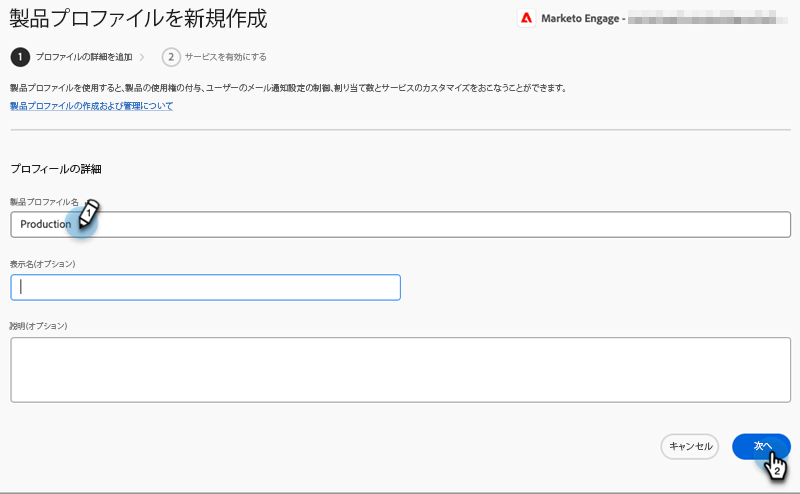 製品プロファイルを新規作成
Marketo Engage -
1 プロファイルの詳細を追加 > 2 サービスを有効にする
製品プロファイルを使用すると、製品の使用権の付与、ユーザーのメール通知設定の制御、割り当て数とサービスのカスタマイズをおこなうことができます。
製品プロファイルの作成および管理について
プロフィールの詳細
製品プロファイル名
Production
1
表示名(オプション)
説明(オプション)
キャンセル
次へ
2